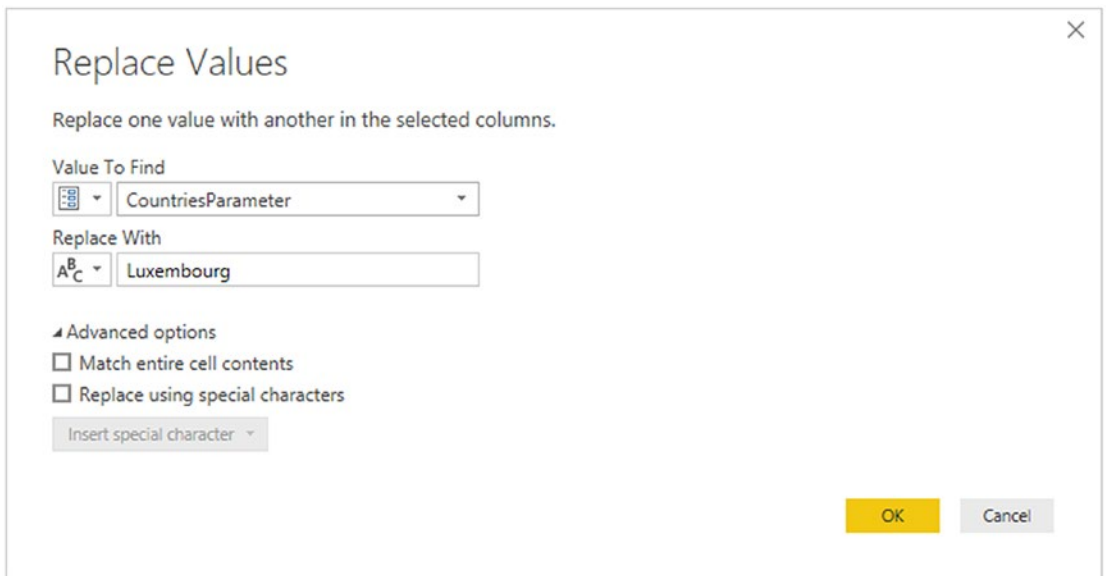 Replace Values
Replace one value with another in the selected columns.
Value To Find
CountriesParameter
Replace With
ABC Luxembourg
Advanced options
Match entire cell contents
Replace using special characters
Insert special character
OK Cancel